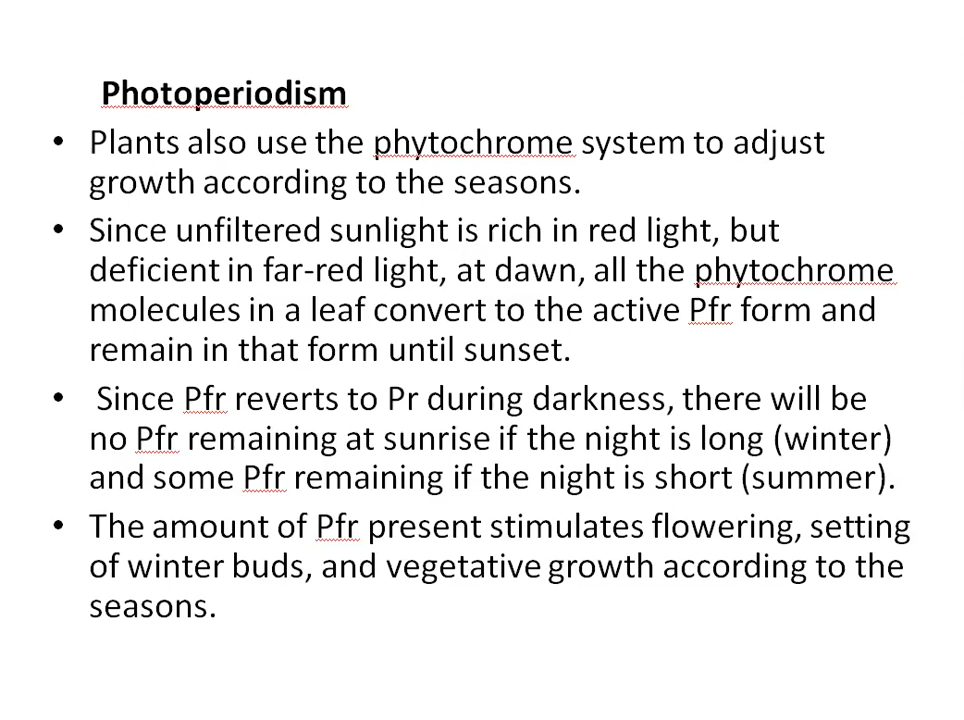 Photoperiodism
• Plants also use the phytochrome system to adjust
growth according to the seasons.
• Since unfiltered sunlight is rich in red light, but
deficient in far-red light, at dawn, all the phytochrome
molecules in a leaf convert to the active Pfr form and
remain in that form until sunset.
• Since Pfr reverts to Pr during darkness, there will be
no Pfr remaining at sunrise if the night is long (winter)
and some Pfr remaining if the night is short (summer).
• The amount of Pfr present stimulates flowering, setting
of winter buds, and vegetative growth according to the
seasons.